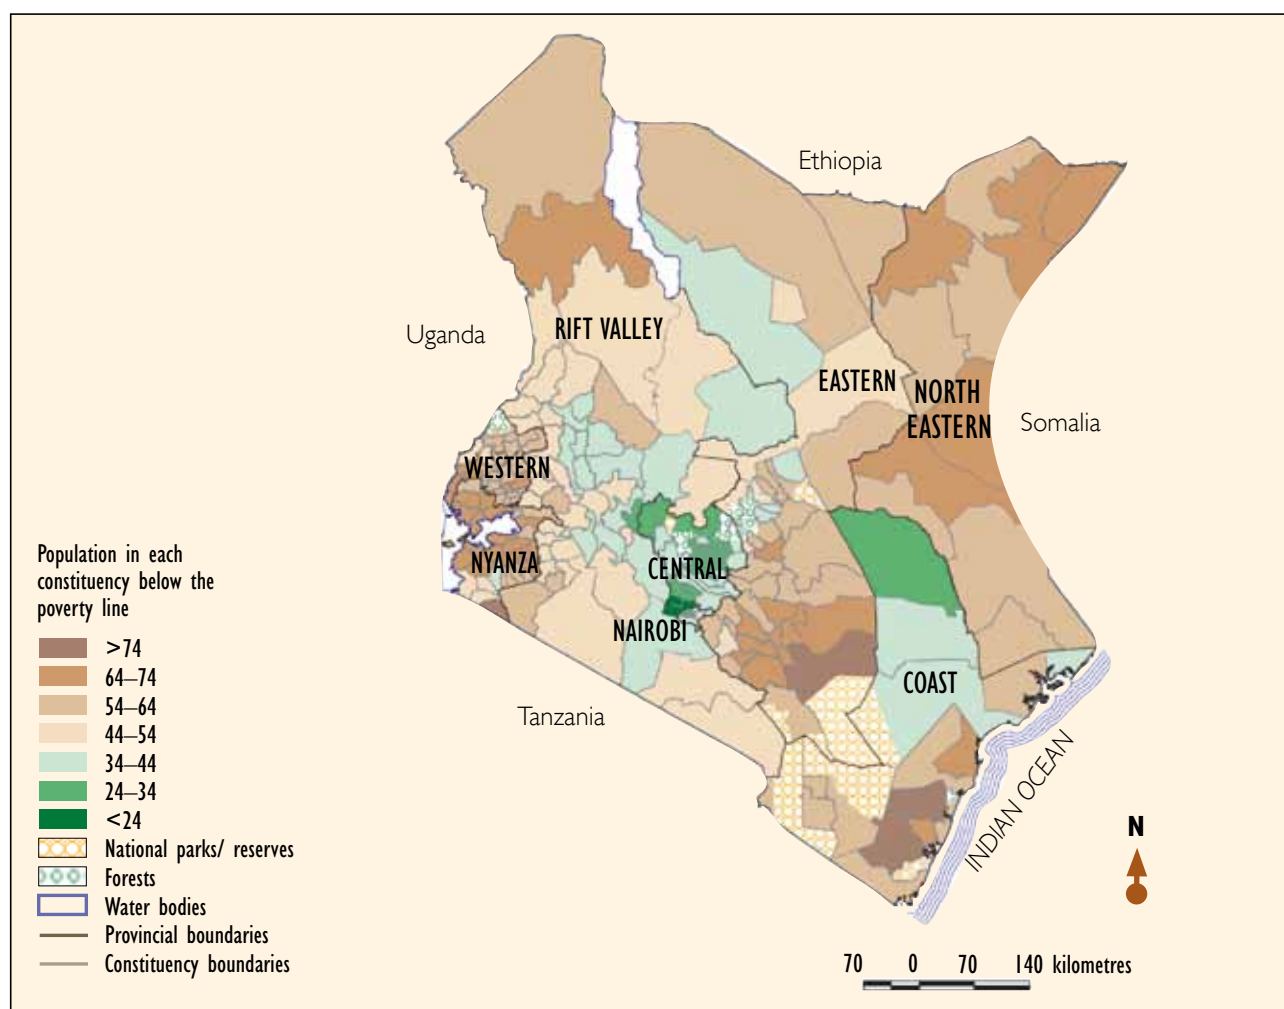 Ethiopia
Uganda
RIFT VALLEY
EASTERN
NORTH
EASTERN
Somalia
WESTERN
NYANZA
CENTRAL
NAIROBI
COAST
Tanzania
INDIAN OCEAN
Population in each
constituency below the
poverty line
>74
64–74
54–64
44–54
34–44
24–34
<24
National parks/ reserves
Forests
Water bodies
Provincial boundaries
Constituency boundaries
N
70 0 70 140 kilometres